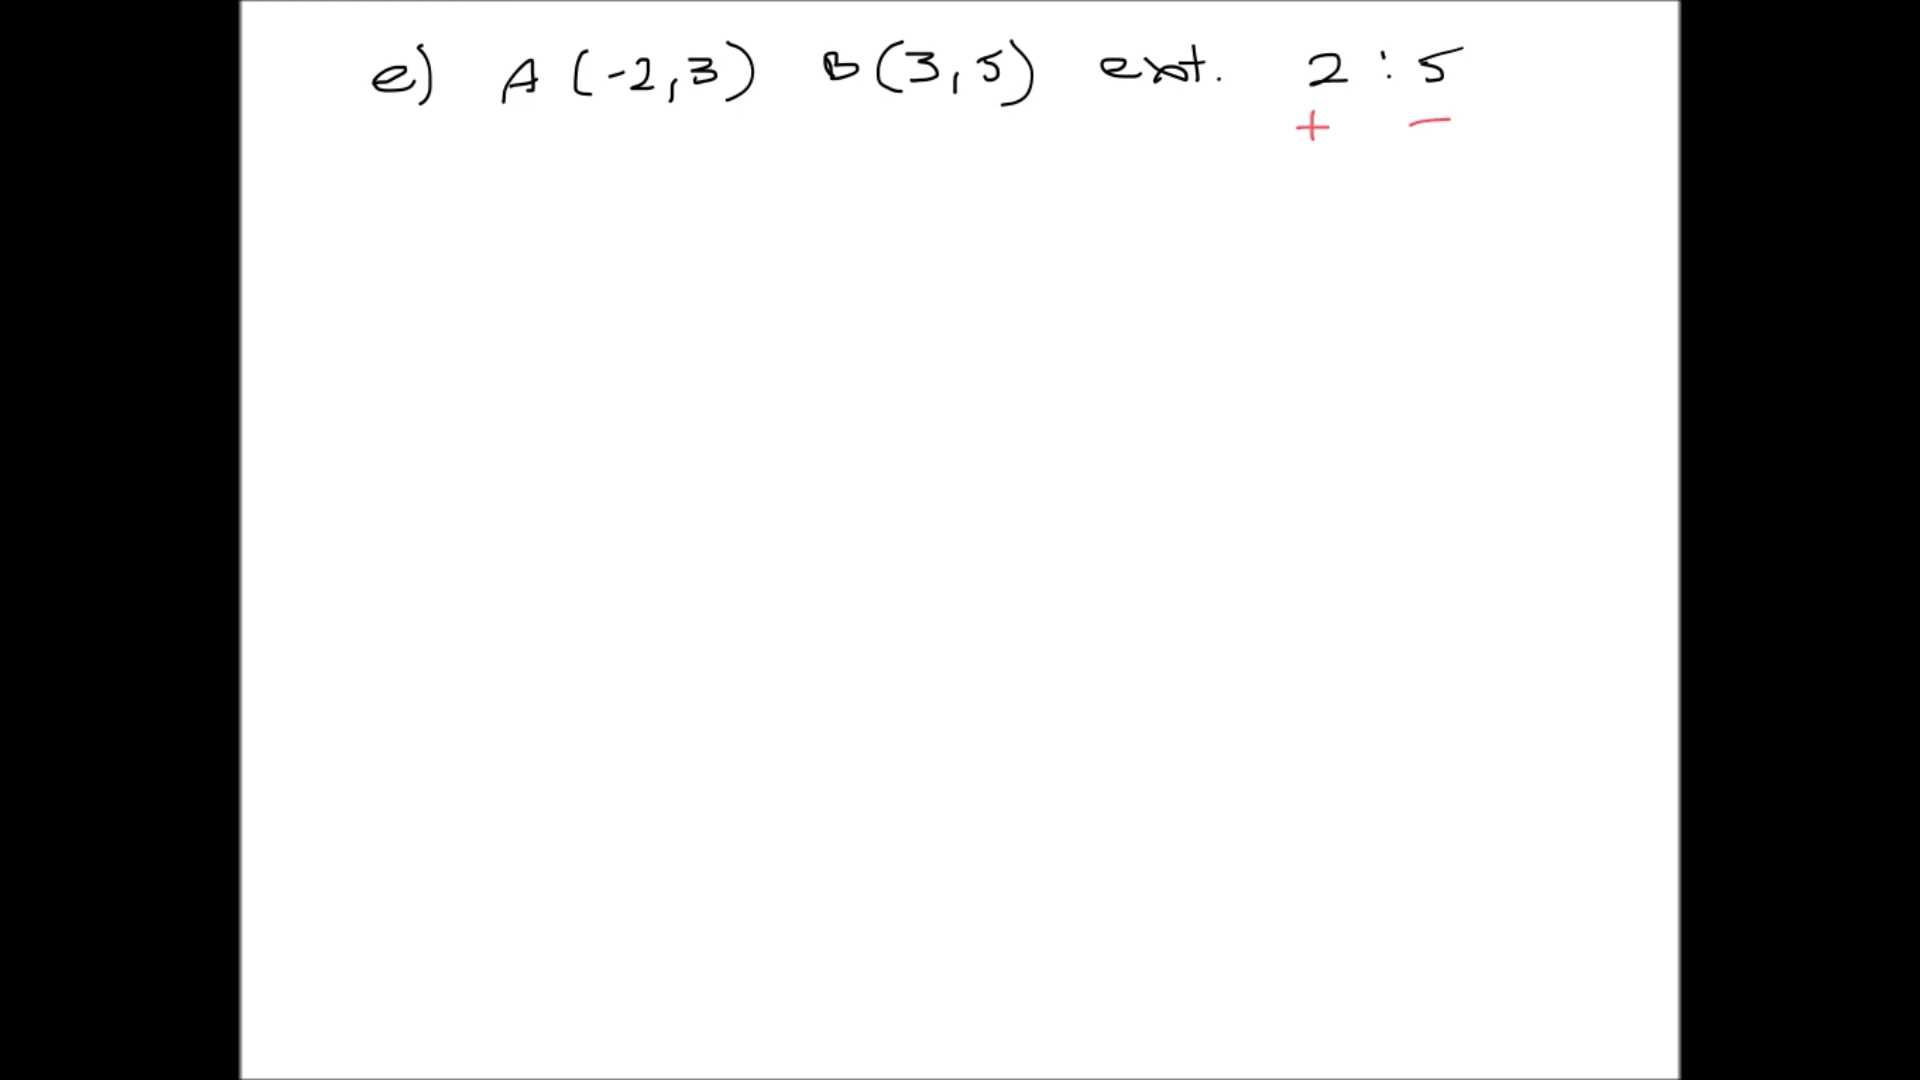 e) A (-2,3) B(3,5) ext. 2 : 5
+ −